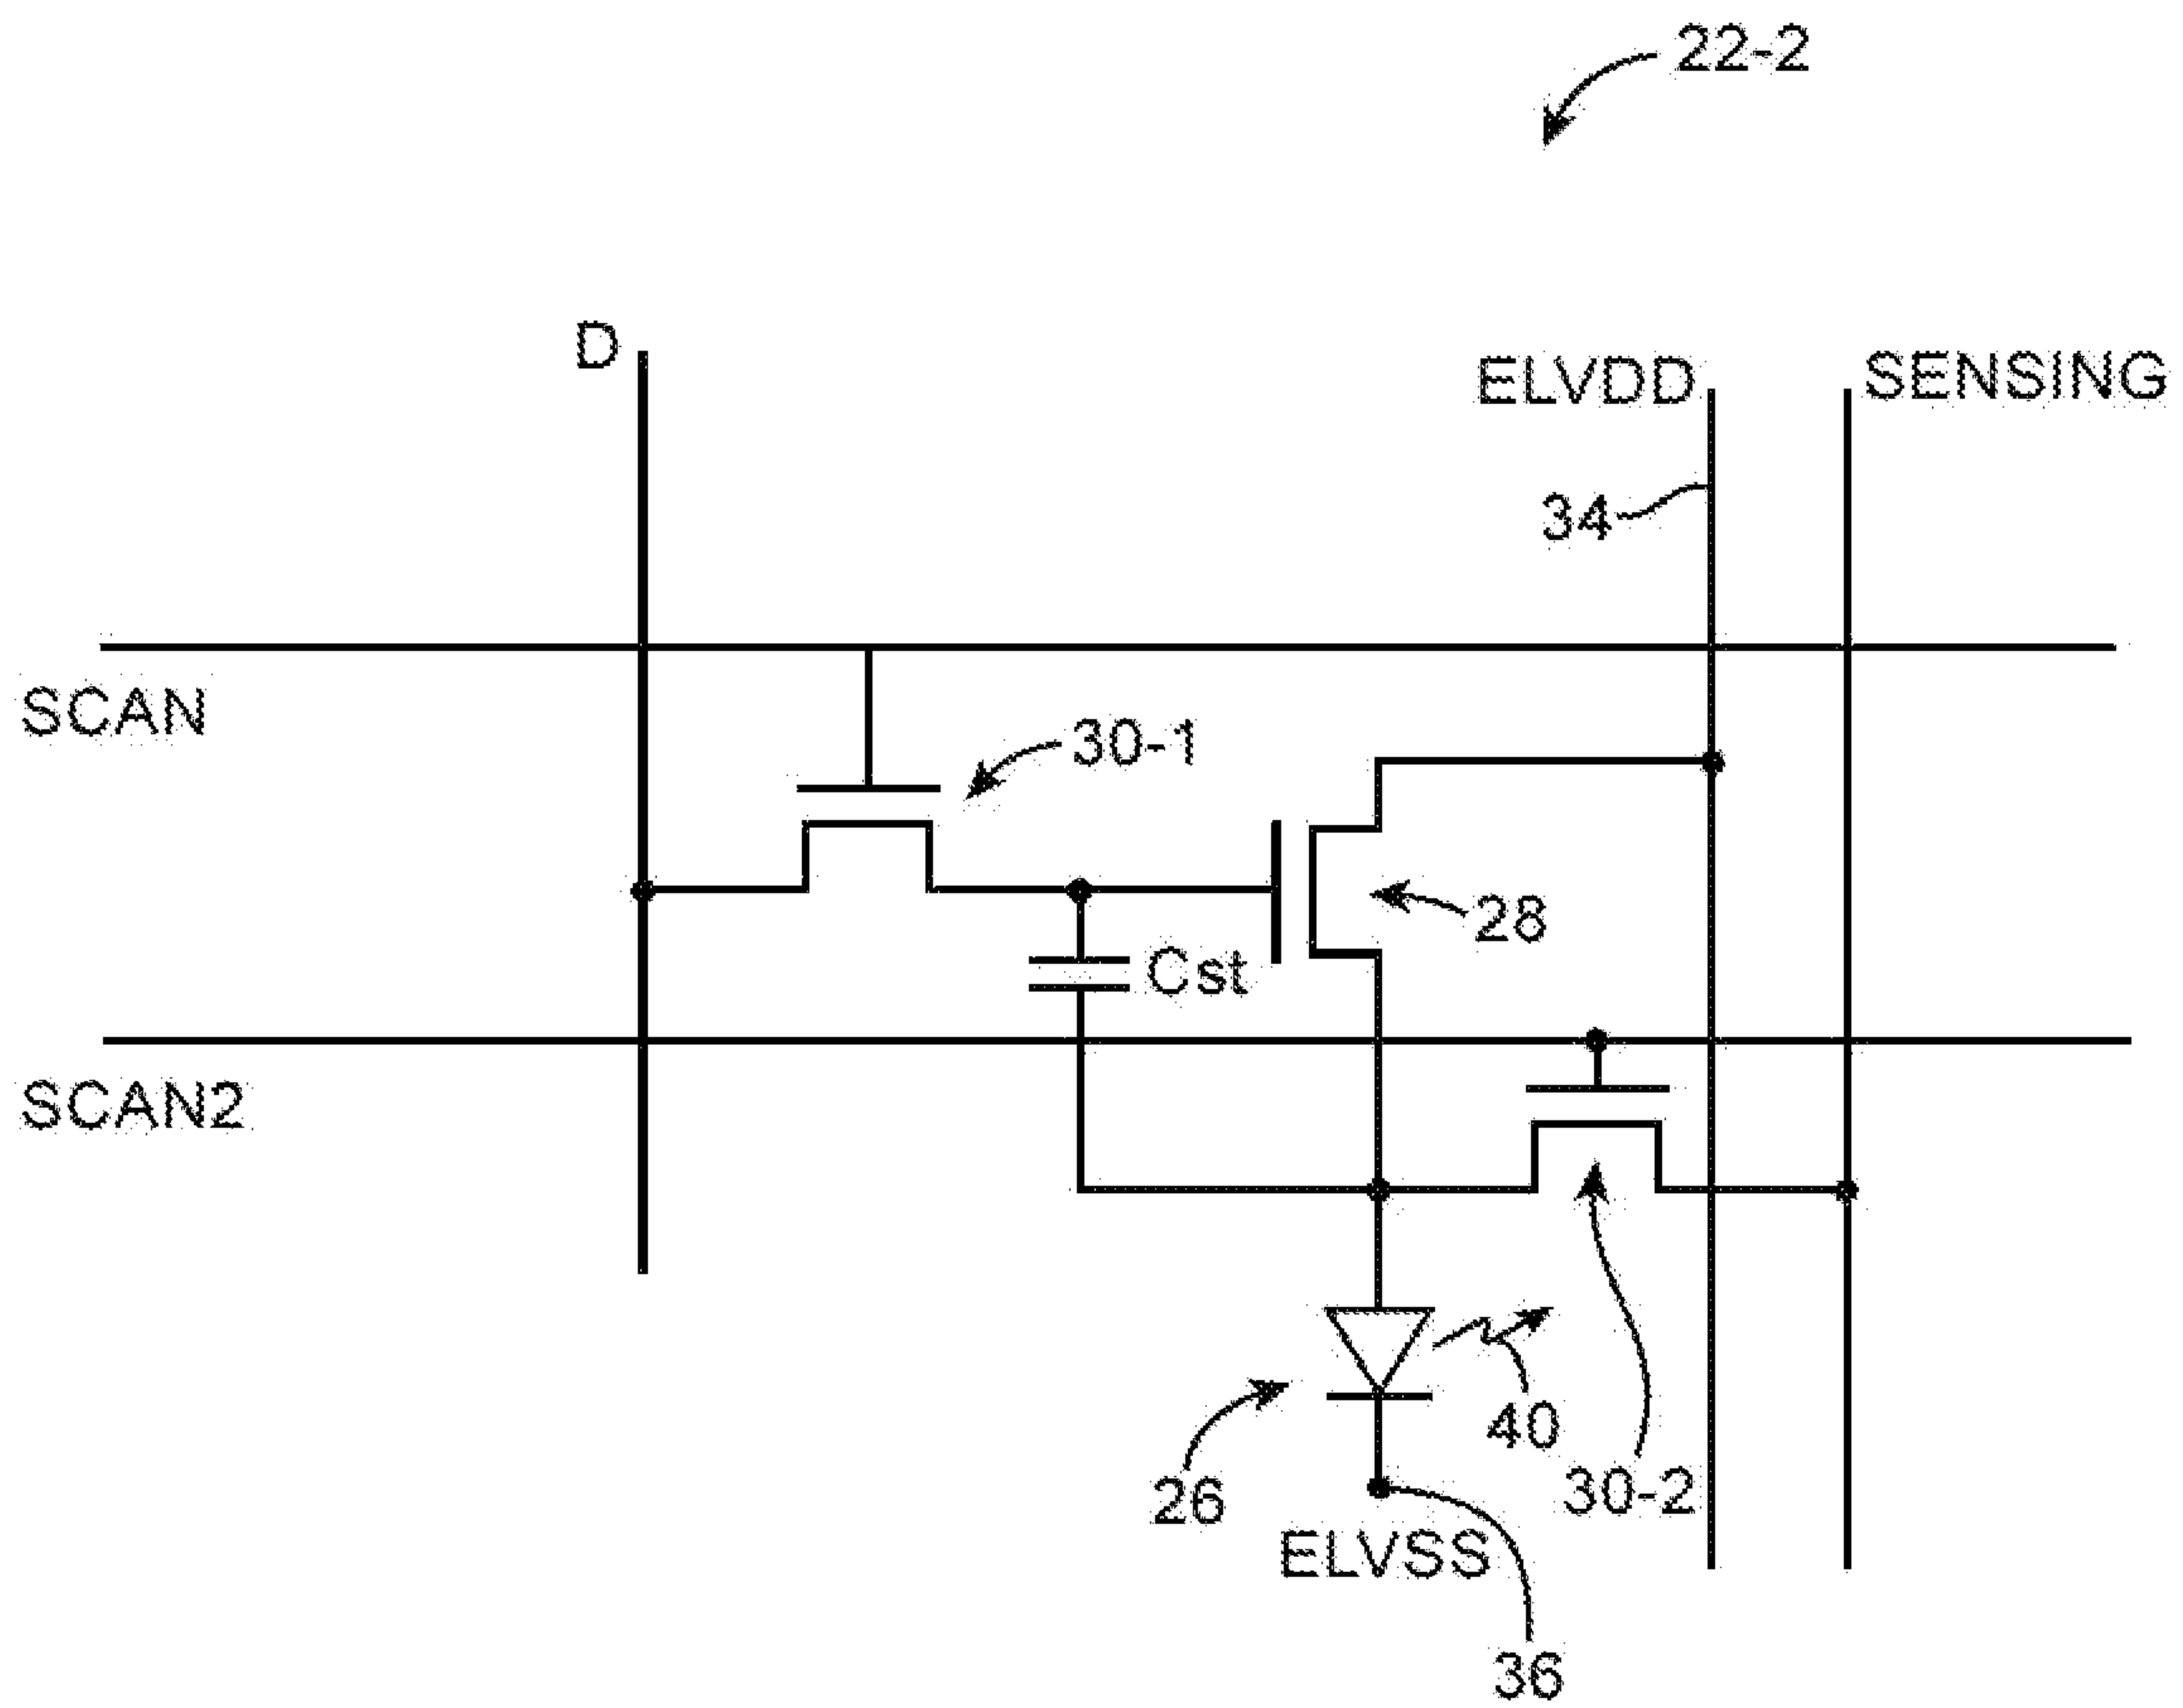 22-2
D
ELVDD
SENSING
34
SCAN
30-1
28
Cst
SCAN2
40
26
30-2
ELVSS
36